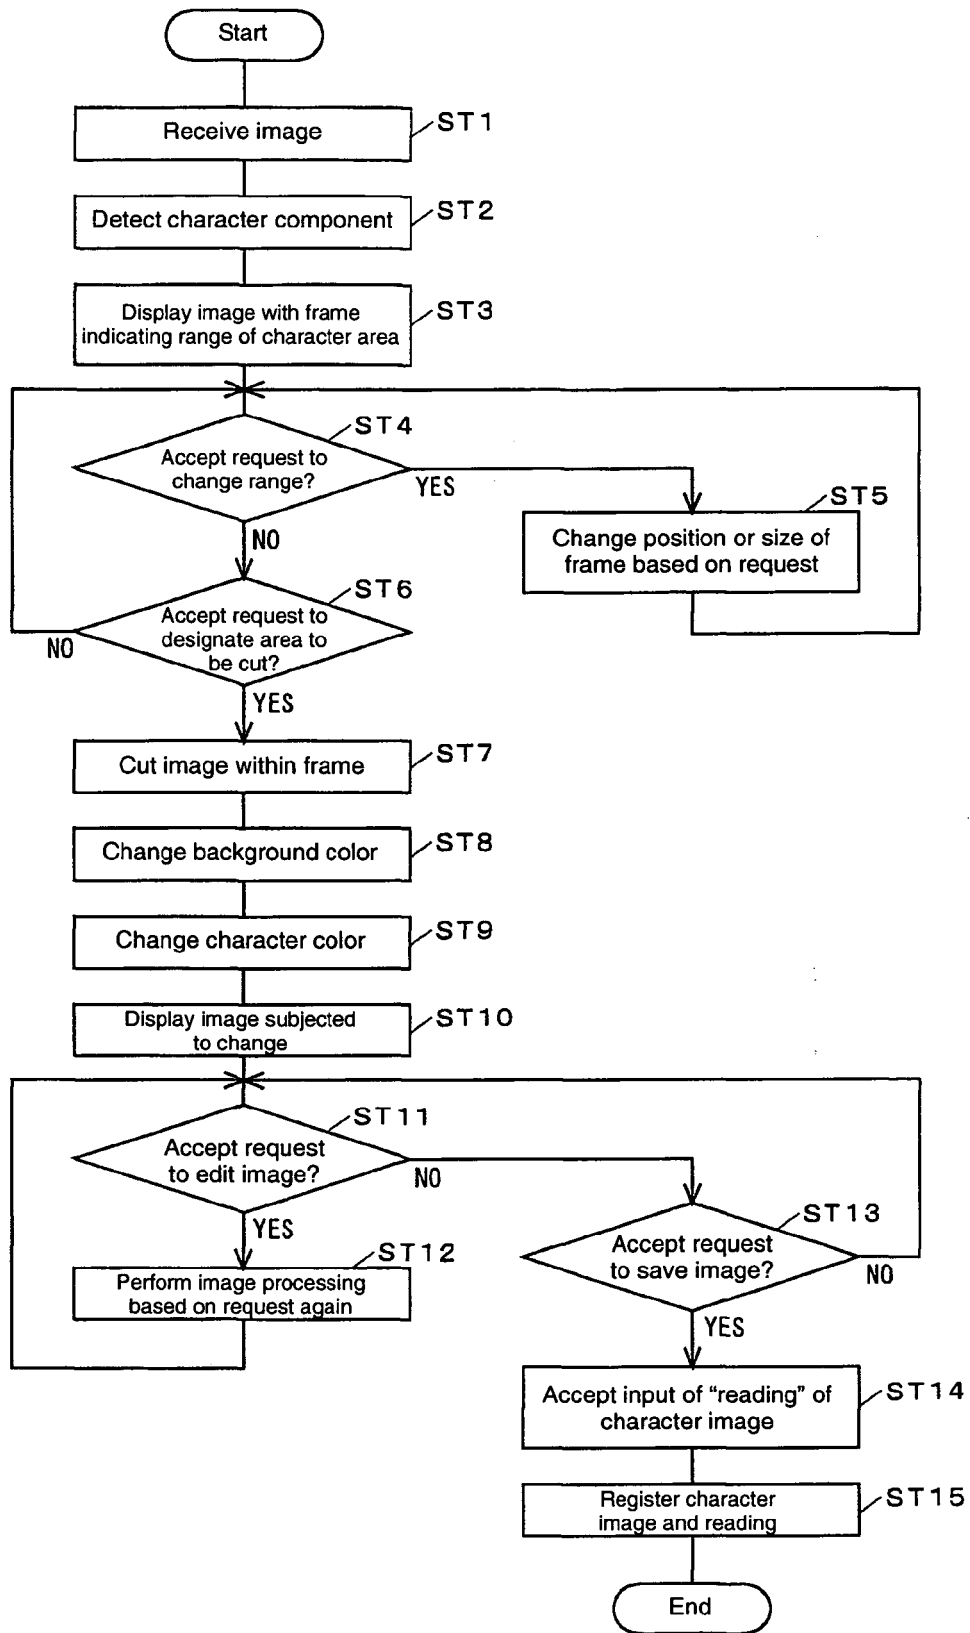 Start
Receive image
ST1
Detect character component
ST2
Display image with frame
indicating range of character area
ST3
ST4
Accept request to
change range?
YES
NO
ST5
Change position or size of
frame based on request
ST6
Accept request to
designate area to
be cut?
NO
YES
Cut image within frame
ST7
Change background color
ST8
Change character color
ST9
Display image subjected
to change
ST10
ST11
Accept request
to edit image?
NO
YES
ST12
Perform image processing
based on request again
ST13
Accept request
to save image?
NO
YES
Accept input of “reading” of
character image
ST14
Register character
image and reading
ST15
End